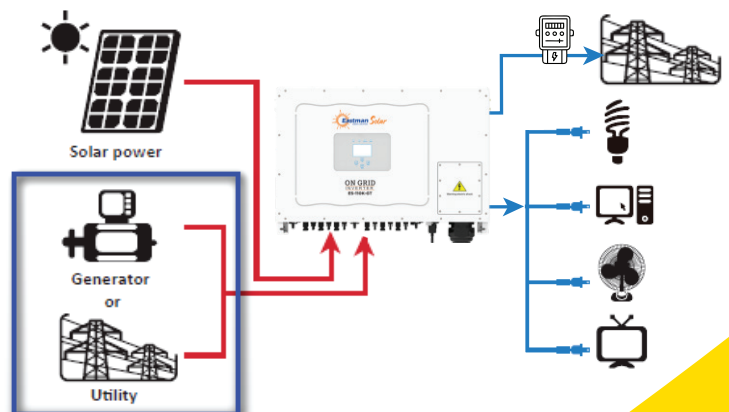 Solar power
Generator
or
Utility
Eastman Solar
ON GRID
INVERTER